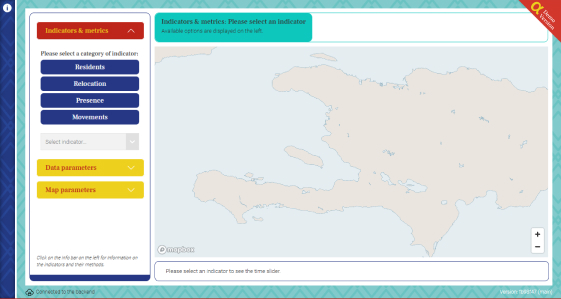 Indicators & metrics
Please select a category of indicator:
Residents
Relocation
Presence
Movements
Select indicator...
Data parameters
Map parameters
Click on the info bar on the left for information on
the indicators and their methods.
Indicators & metrics: Please select an indicator
Available options are displayed on the left.
α Demo
Version
mapbox
+
−
Please select an indicator to see the time slider.
Connected to the backend
Version